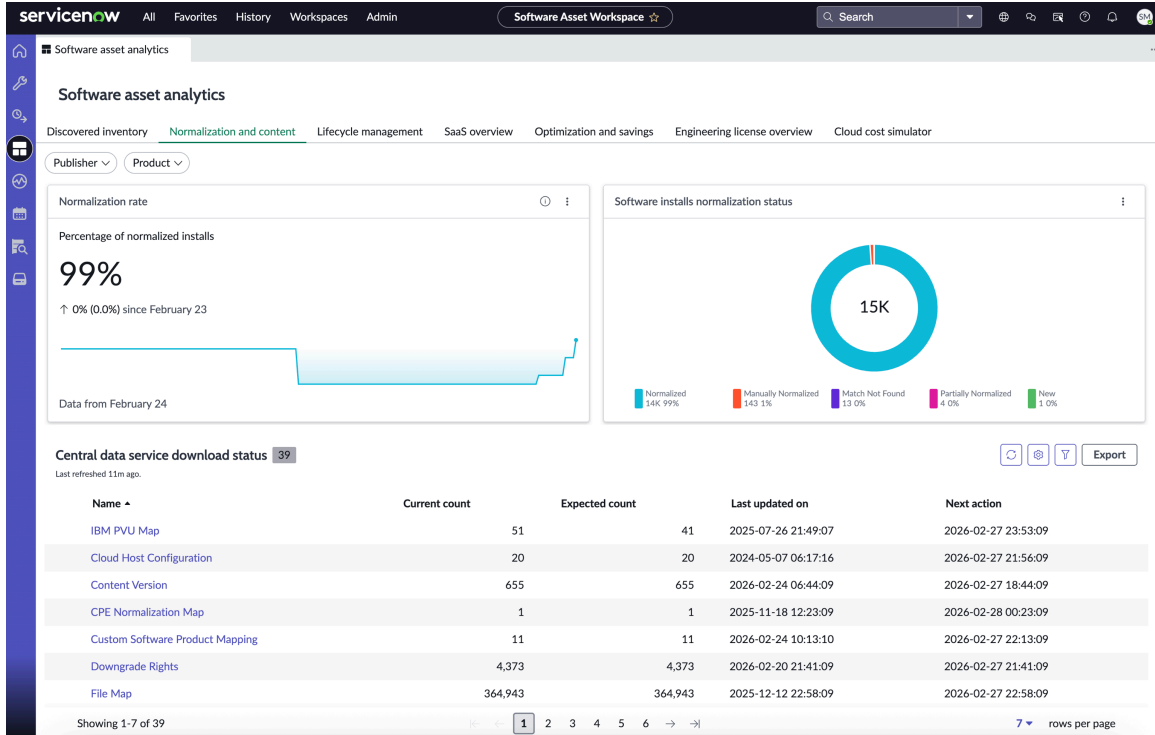 servicenow All Favorites History Workspaces Admin Software Asset Workspace Search SM
Software asset analytics
Software asset analytics
Discovered inventory Normalization and content Lifecycle management SaaS overview Optimization and savings Engineering license overview Cloud cost simulator
Publisher Product
Normalization rate
Percentage of normalized installs
99%
↑ 0% (0.0%) since February 23
Data from February 24
Software installs normalization status
15K
Normalized
14K 99%
Manually Normalized
143 1%
Match Not Found
13 0%
Partially Normalized
4 0%
New
1 0%
Central data service download status 39
Last refreshed 11m ago.
Export
Name Current count Expected count Last updated on Next action
IBM PVU Map 51 41 2025-07-26 21:49:07 2026-02-27 23:53:09
Cloud Host Configuration 20 20 2024-05-07 06:17:16 2026-02-27 21:56:09
Content Version 655 655 2026-02-24 06:44:09 2026-02-27 18:44:09
CPE Normalization Map 1 1 2025-11-18 12:23:09 2026-02-28 00:23:09
Custom Software Product Mapping 11 11 2026-02-24 10:13:10 2026-02-27 22:13:09
Downgrade Rights 4,373 4,373 2026-02-20 21:41:09 2026-02-27 21:41:09
File Map 364,943 364,943 2025-12-12 22:58:09 2026-02-27 22:58:09
Showing 1-7 of 39 1 2 3 4 5 6 7 rows per page